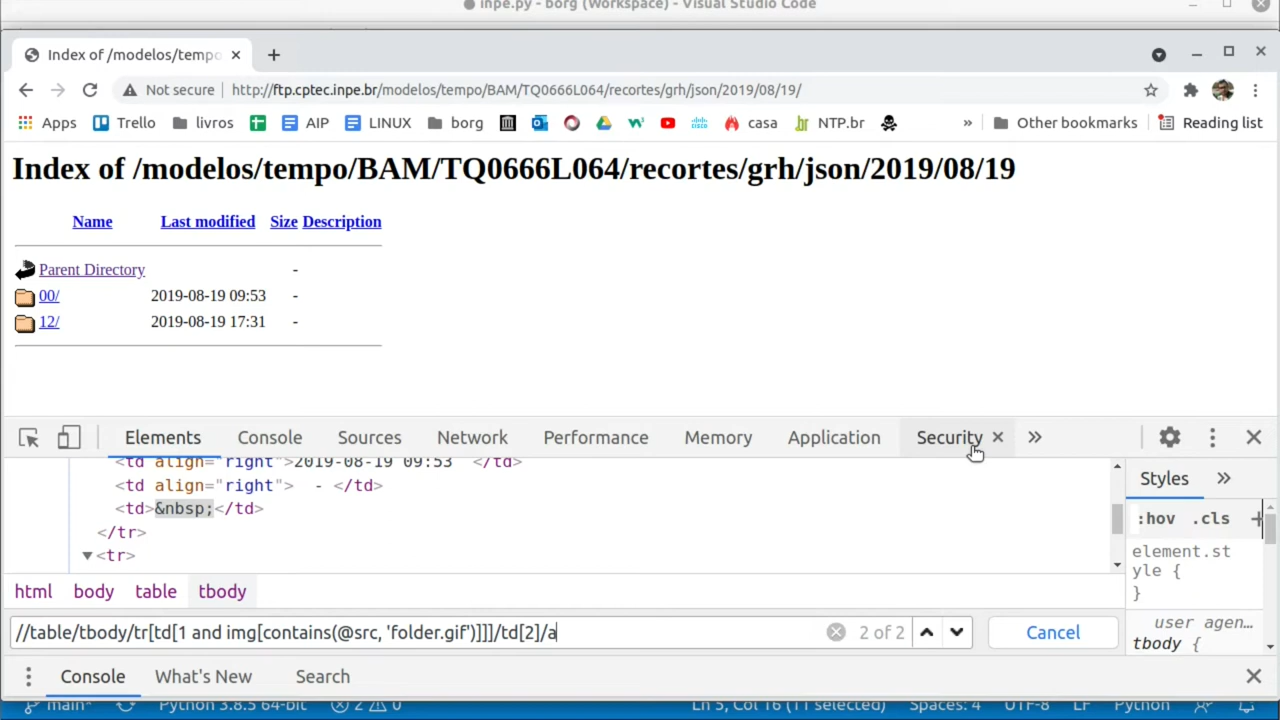 inpe.py - borg (Workspace) - Visual Studio Code
Index of /modelos/tempo
Not secure | http://ftp.cptec.inpe.br/modelos/tempo/BAM/TQ0666L064/recortes/grh/json/2019/08/19/
Apps Trello livros AIP LINUX borg casa NTP.br » Other bookmarks Reading list
Index of /modelos/tempo/BAM/TQ0666L064/recortes/grh/json/2019/08/19
Name Last modified Size Description
Parent Directory -
00/ 2019-08-19 09:53 -
12/ 2019-08-19 17:31 -
Elements Console Sources Network Performance Memory Application Security »
<td align="right">2019-08-19 09:53 </td>
<td align="right"> - </td>
<td>&nbsp;</td>
</tr>
<tr>
Styles »
:hov .cls +
element.st
yle {
}
user agen…
tbody {
html body table tbody
//table/tbody/tr[td[1 and img[contains(@src, 'folder.gif')]]]/td[2]/a 2 of 2 Cancel
Console What's New Search
main* Python 3.8.5 64-bit 2 0 Ln 5, Col 16 (11 selected) Spaces: 4 UTF-8 LF Python